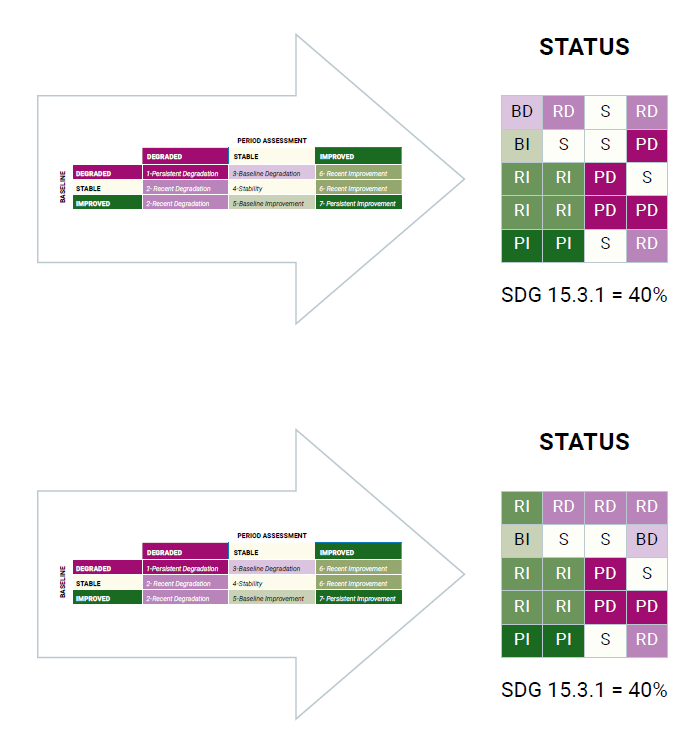 STATUS
PERIOD ASSESSMENT
DEGRADED STABLE IMPROVED
BASELINE
DEGRADED 1-Persistent Degradation 3-Baseline Degradation 6- Recent Improvement
STABLE 2- Recent Degradation 4-Stability 6- Recent Improvement
IMPROVED 2-Recent Degradation 5-Baseline Improvement 7- Persistent Improvement
BD RD S RD
BI S S PD
RI RI PD S
RI RI PD PD
PI PI S RD
SDG 15.3.1 = 40%
STATUS
PERIOD ASSESSMENT
DEGRADED STABLE IMPROVED
BASELINE
DEGRADED 1-Persistent Degradation 3-Baseline Degradation 6- Recent Improvement
STABLE 2- Recent Degradation 4-Stability 6- Recent Improvement
IMPROVED 2-Recent Degradation 5-Baseline Improvement 7- Persistent Improvement
RI RD RD RD
BI S S BD
RI RI PD S
RI RI PD PD
PI PI S RD
SDG 15.3.1 = 40%